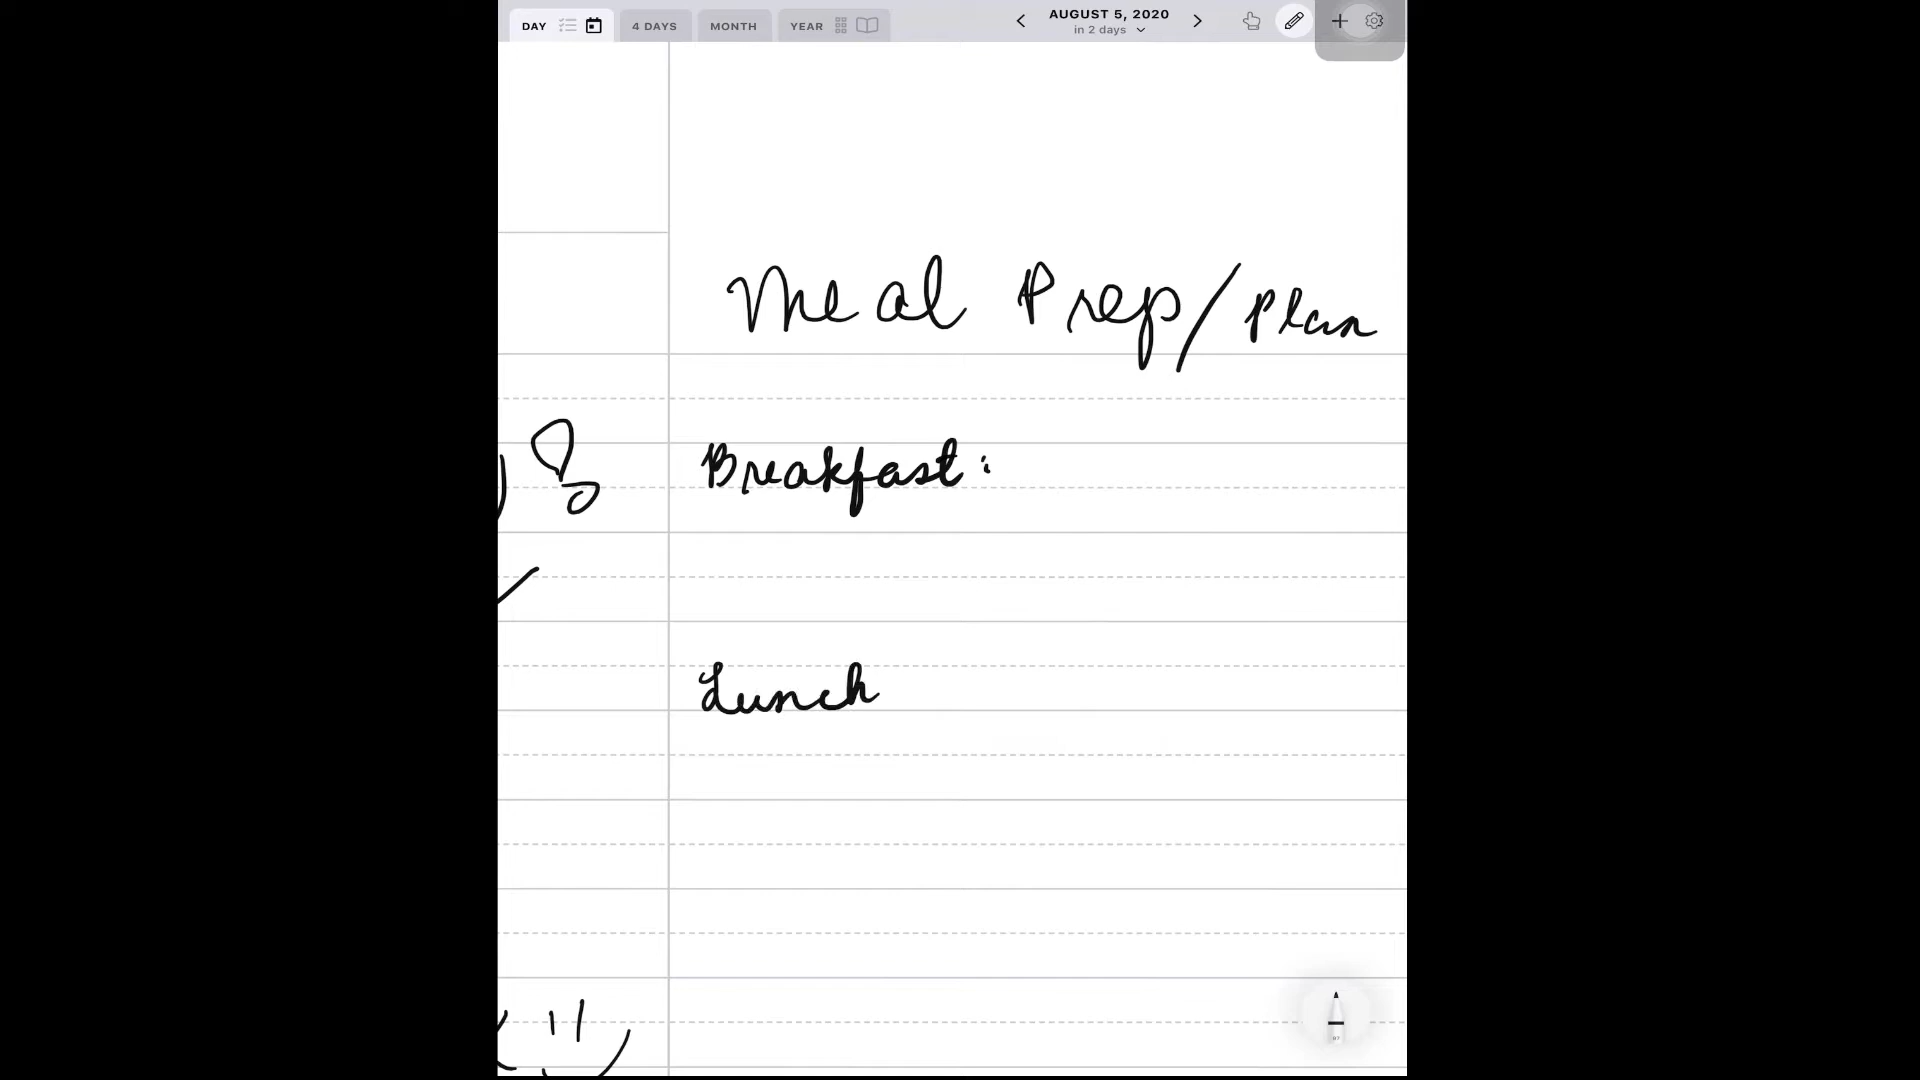 DAY 4 DAYS MONTH YEAR AUGUST 5, 2020
in 2 days
Meal Prep/Plan
Breakfast:
Lunch